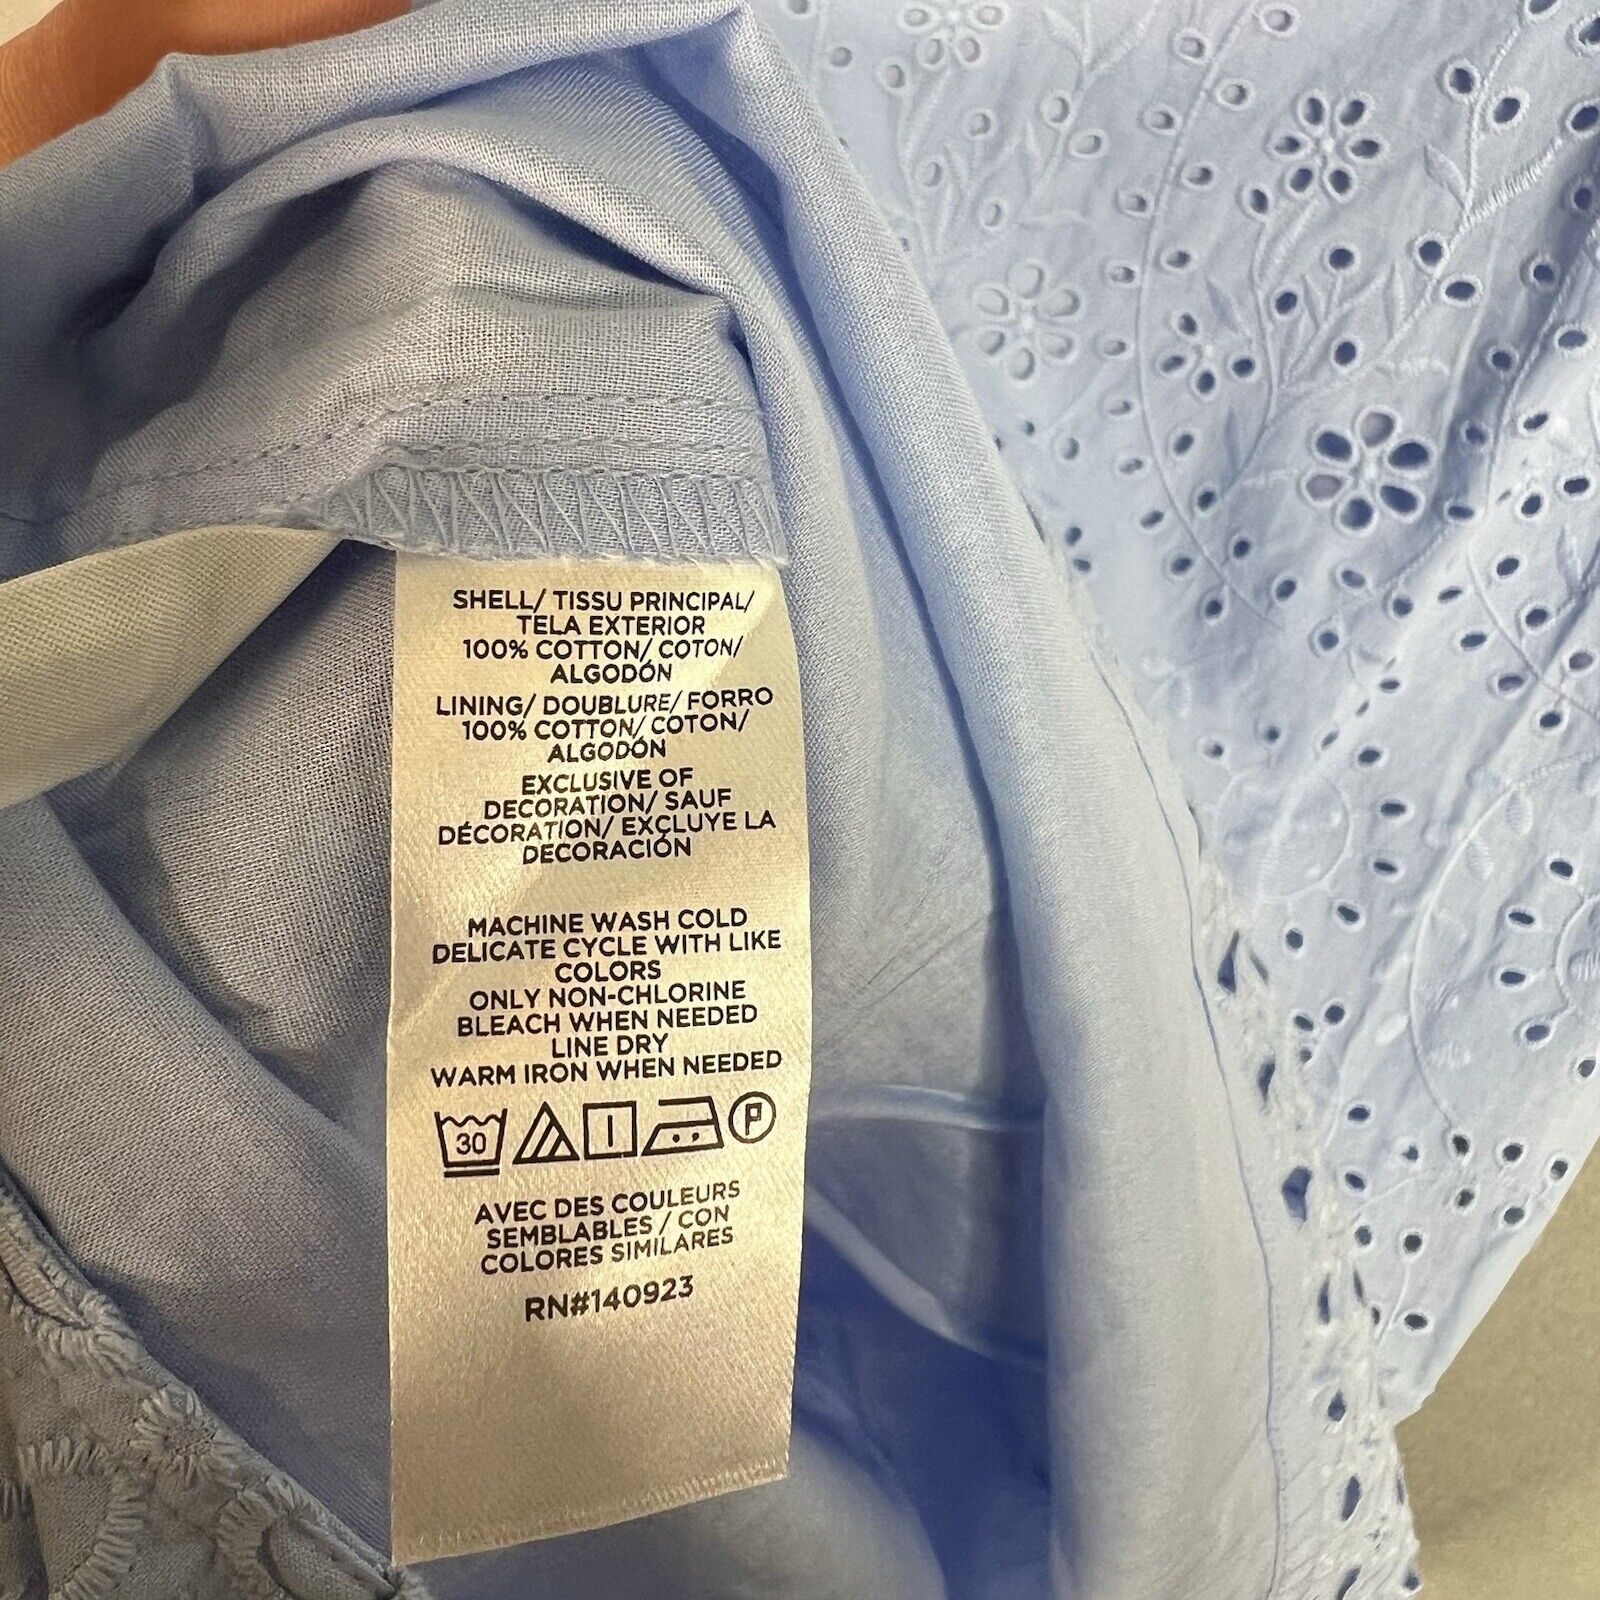 SHELL/ TISSU PRINCIPAL/
TELA EXTERIOR
100% COTTON/ COTON/
ALGODÓN
LINING/ DOUBLURE/ FORRO
100% COTTON/ COTON/
ALGODÓN
EXCLUSIVE OF
DECORATION/ SAUF
DÉCORATION/ EXCLUYE LA
DECORACIÓN
MACHINE WASH COLD
DELICATE CYCLE WITH LIKE
COLORS
ONLY NON-CHLORINE
BLEACH WHEN NEEDED
LINE DRY
WARM IRON WHEN NEEDED
30 P
AVEC DES COULEURS
SEMBLABLES / CON
COLORES SIMILARES
RN#140923